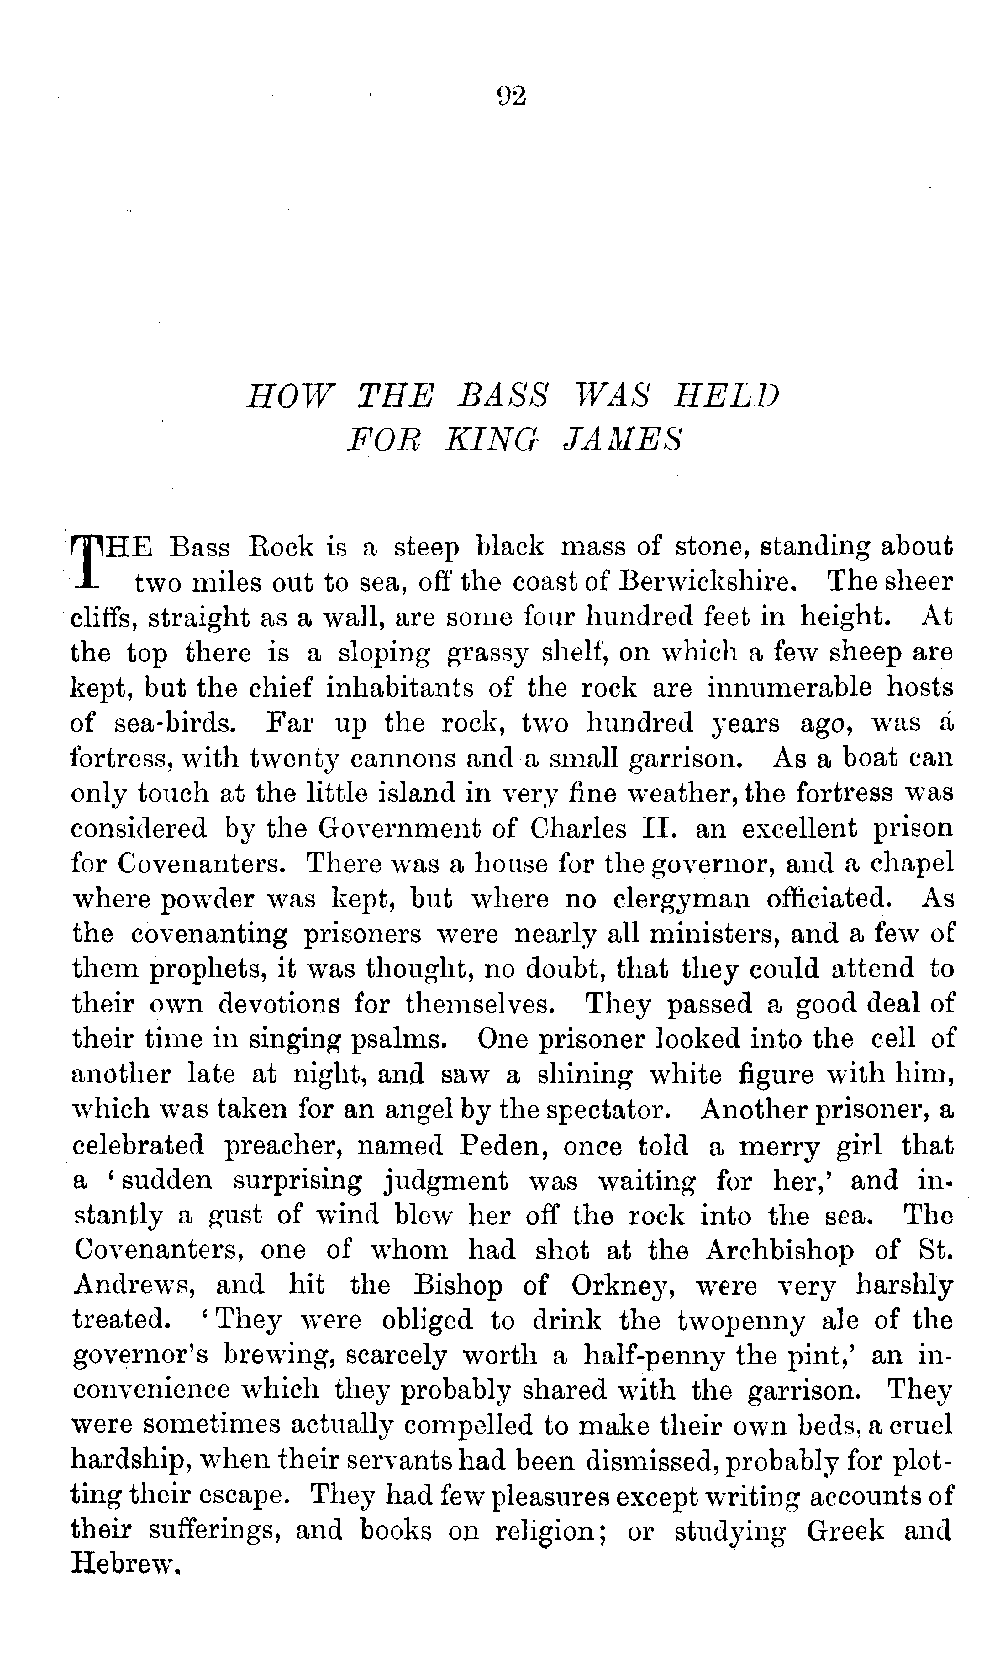 92
HOW THE BASS WAS HELD
FOR KING JAMES
THE Bass Rock is a steep black mass of stone, standing about
two miles out to sea, off the coast of Berwickshire. The sheer
cliffs, straight as a wall, are some four hundred feet in height. At
the top there is a sloping grassy shelf, on which a few sheep are
kept, but the chief inhabitants of the rock are innumerable hosts
of sea-birds. Far up the rock, two hundred years ago, was a
fortress, with twenty cannons and a small garrison. As a boat can
only touch at the little island in very fine weather, the fortress was
considered by the Government of Charles II. an excellent prison
for Covenanters. There was a house for the governor, and a chapel
where powder was kept, but where no clergyman officiated. As
the covenanting prisoners were nearly all ministers, and a few of
them prophets, it was thought, no doubt, that they could attend to
their own devotions for themselves. They passed a good deal of
their time in singing psalms. One prisoner looked into the cell of
another late at night, and saw a shining white figure with him,
which was taken for an angel by the spectator. Another prisoner, a
celebrated preacher, named Peden, once told a merry girl that
a ‘sudden surprising judgment was waiting for her,’ and in-
stantly a gust of wind blew her off the rock into the sea. The
Covenanters, one of whom had shot at the Archbishop of St.
Andrews, and hit the Bishop of Orkney, were very harshly
treated. ‘They were obliged to drink the twopenny ale of the
governor's brewing, scarcely worth a half-penny the pint,’ an in-
convenience which they probably shared with the garrison. They
were sometimes actually compelled to make their own beds, a cruel
hardship, when their servants had been dismissed, probably for plot-
ting their escape. They had few pleasures except writing accounts of
their sufferings, and books on religion; or studying Greek and
Hebrew.